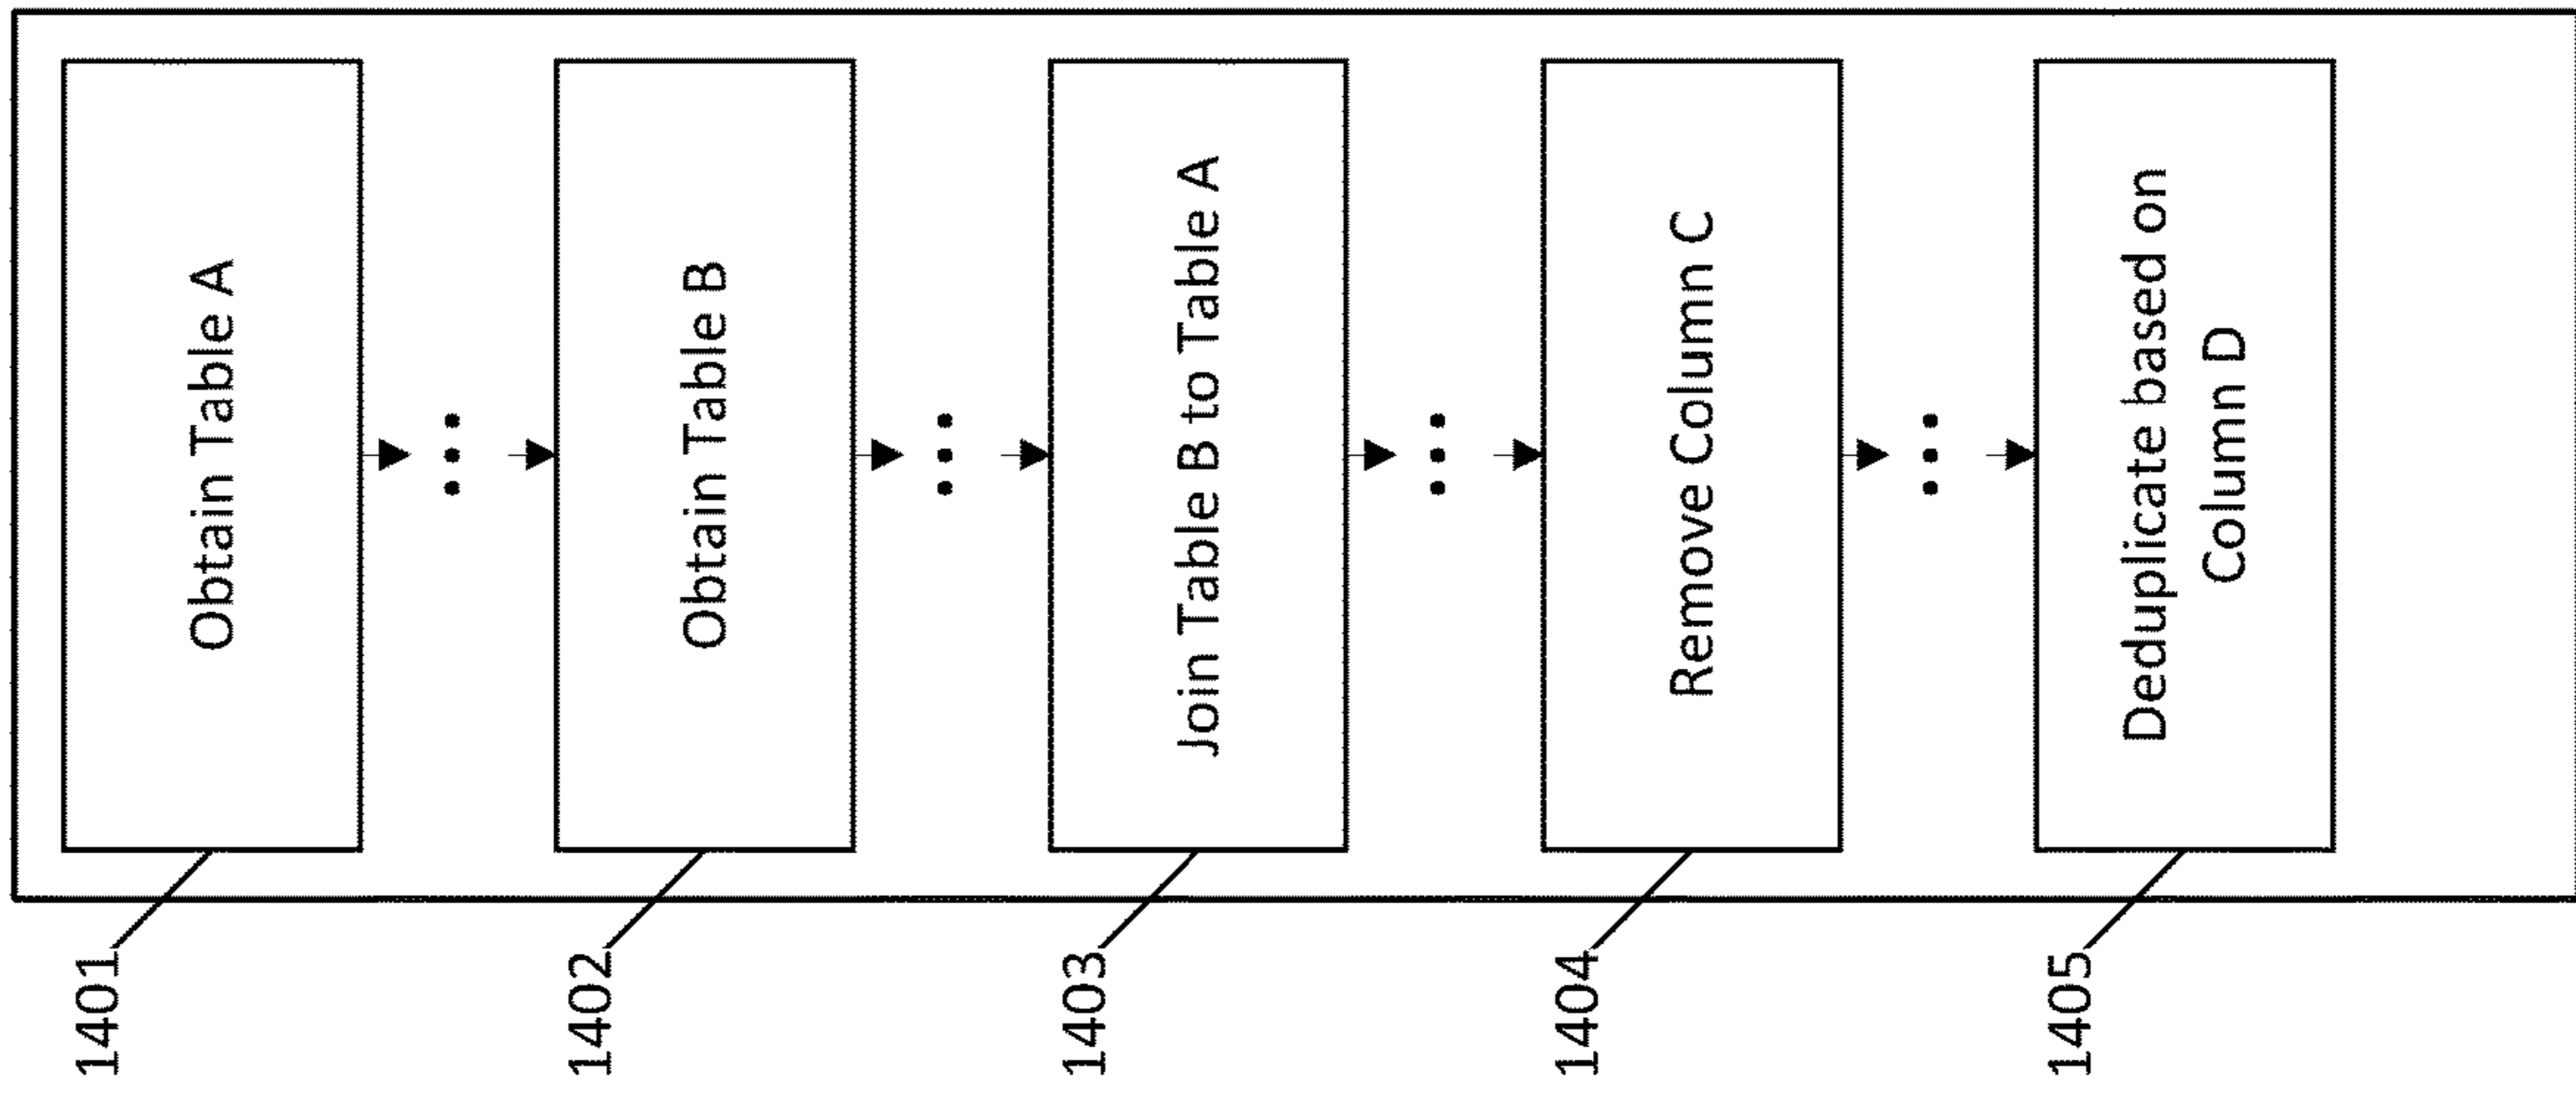 1401
Obtain Table A
1402
Obtain Table B
1403
Join Table B to Table A
1404
Remove Column C
1405
Deduplicate based on
Column D